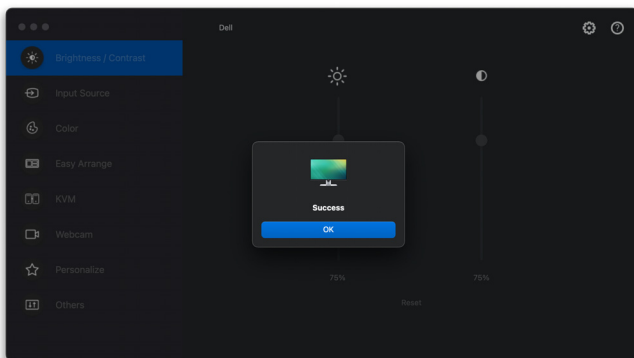 Dell
Brightness / Contrast
Input Source
Color
Easy Arrange
KVM
Webcam
Personalize
Others
Success
OK
75%
75%
Reset